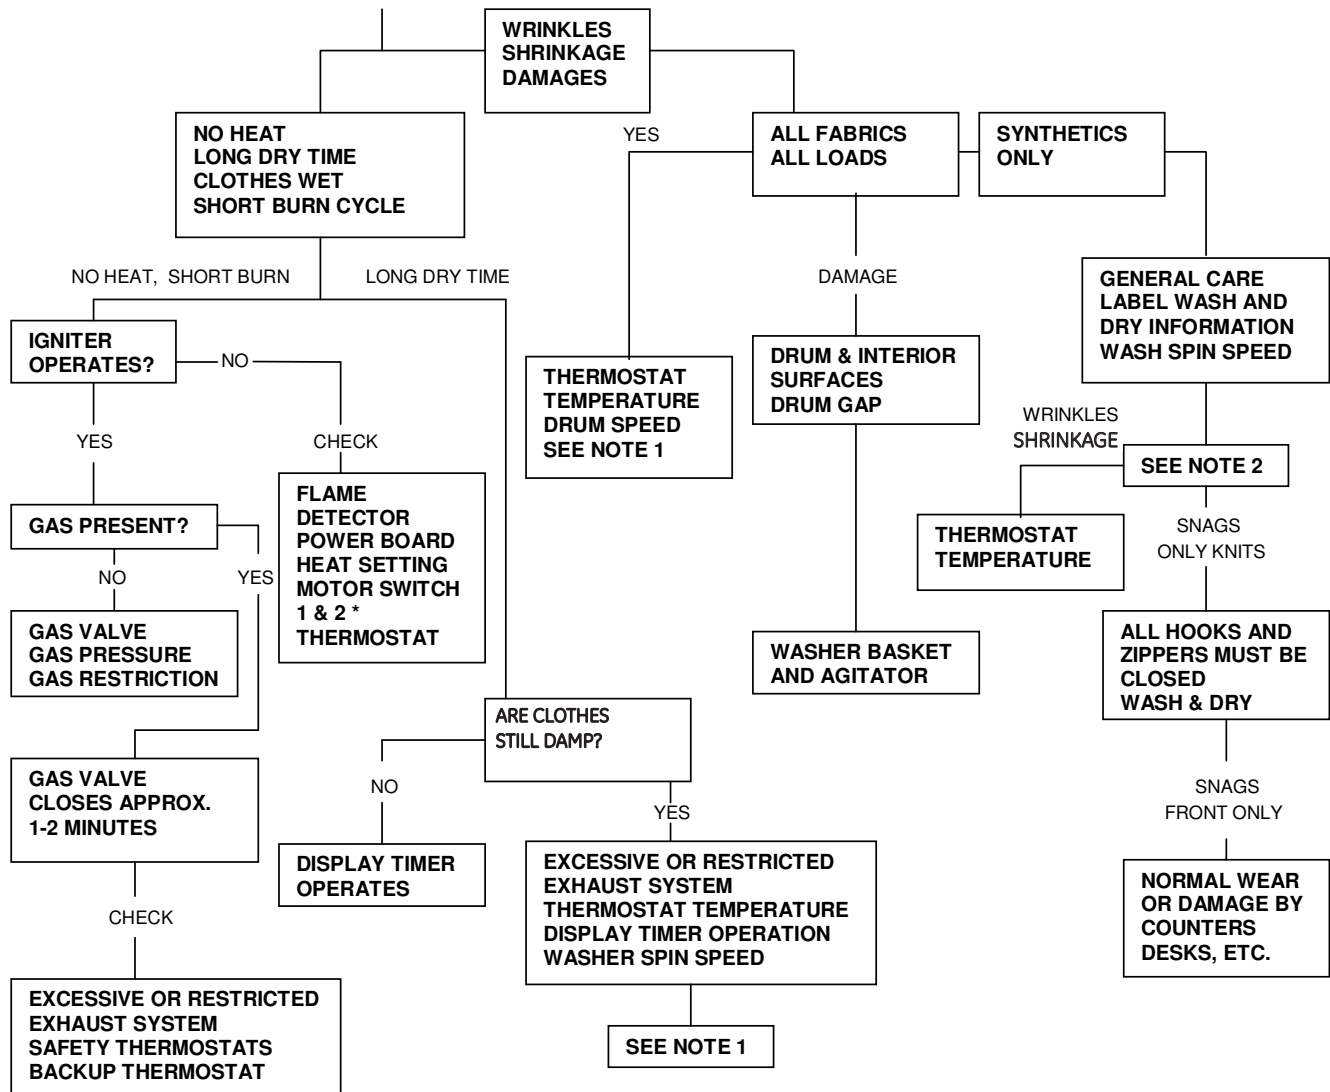 WRINKLES
SHRINKAGE
DAMAGES
NO HEAT
LONG DRY TIME
CLOTHES WET
SHORT BURN CYCLE
YES
ALL FABRICS
ALL LOADS
SYNTHETICS
ONLY
NO HEAT, SHORT BURN
LONG DRY TIME
DAMAGE
GENERAL CARE
LABEL WASH AND
DRY INFORMATION
WASH SPIN SPEED
IGNITER
OPERATES?
NO
THERMOSTAT
TEMPERATURE
DRUM SPEED
SEE NOTE 1
DRUM & INTERIOR
SURFACES
DRUM GAP
YES
CHECK
WRINKLES
SHRINKAGE
SEE NOTE 2
FLAME
DETECTOR
POWER BOARD
HEAT SETTING
MOTOR SWITCH
1 & 2 *
THERMOSTAT
GAS PRESENT?
THERMOSTAT
TEMPERATURE
SNAGS
ONLY KNITS
NO
YES
GAS VALVE
GAS PRESSURE
GAS RESTRICTION
WASHER BASKET
AND AGITATOR
ALL HOOKS AND
ZIPPERS MUST BE
CLOSED
WASH & DRY
ARE CLOTHES
STILL DAMP?
GAS VALVE
CLOSES APPROX.
1-2 MINUTES
NO
YES
SNAGS
FRONT ONLY
DISPLAY TIMER
OPERATES
EXCESSIVE OR RESTRICTED
EXHAUST SYSTEM
THERMOSTAT TEMPERATURE
DISPLAY TIMER OPERATION
WASHER SPIN SPEED
NORMAL WEAR
OR DAMAGE BY
COUNTERS
DESKS, ETC.
CHECK
EXCESSIVE OR RESTRICTED
EXHAUST SYSTEM
SAFETY THERMOSTATS
BACKUP THERMOSTAT
SEE NOTE 1